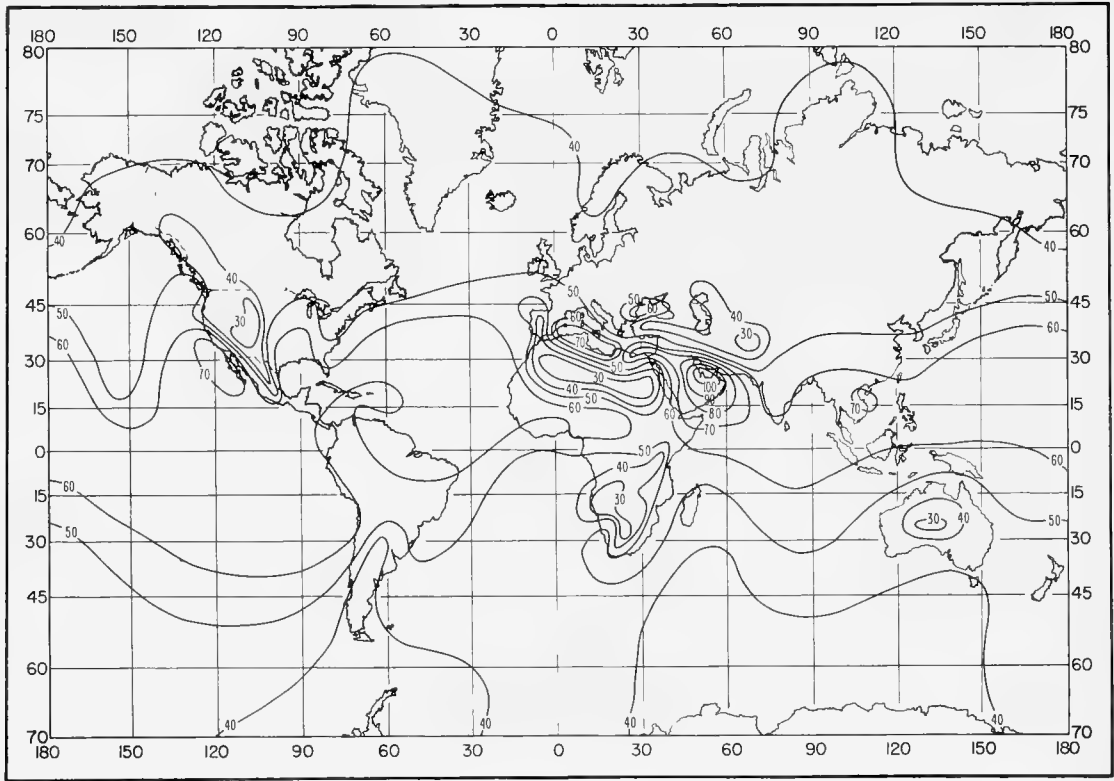 180 150 120 90 60 30 0 30 60 90 120 150 180
80 80
75 40 75
70 70
60 40 40 60
50 40 50 60 40 50 45
45 60 30 70 30 60
30 70 50 30 100 30
40 90
15 50 60 80 70 15
60 70
0 50 60 0
40
60 15 30 15
50 30 40 50
30 30
45 45
60 60
40 40 40 40
70 70
180 150 120 90 60 30 0 30 60 90 120 150 180